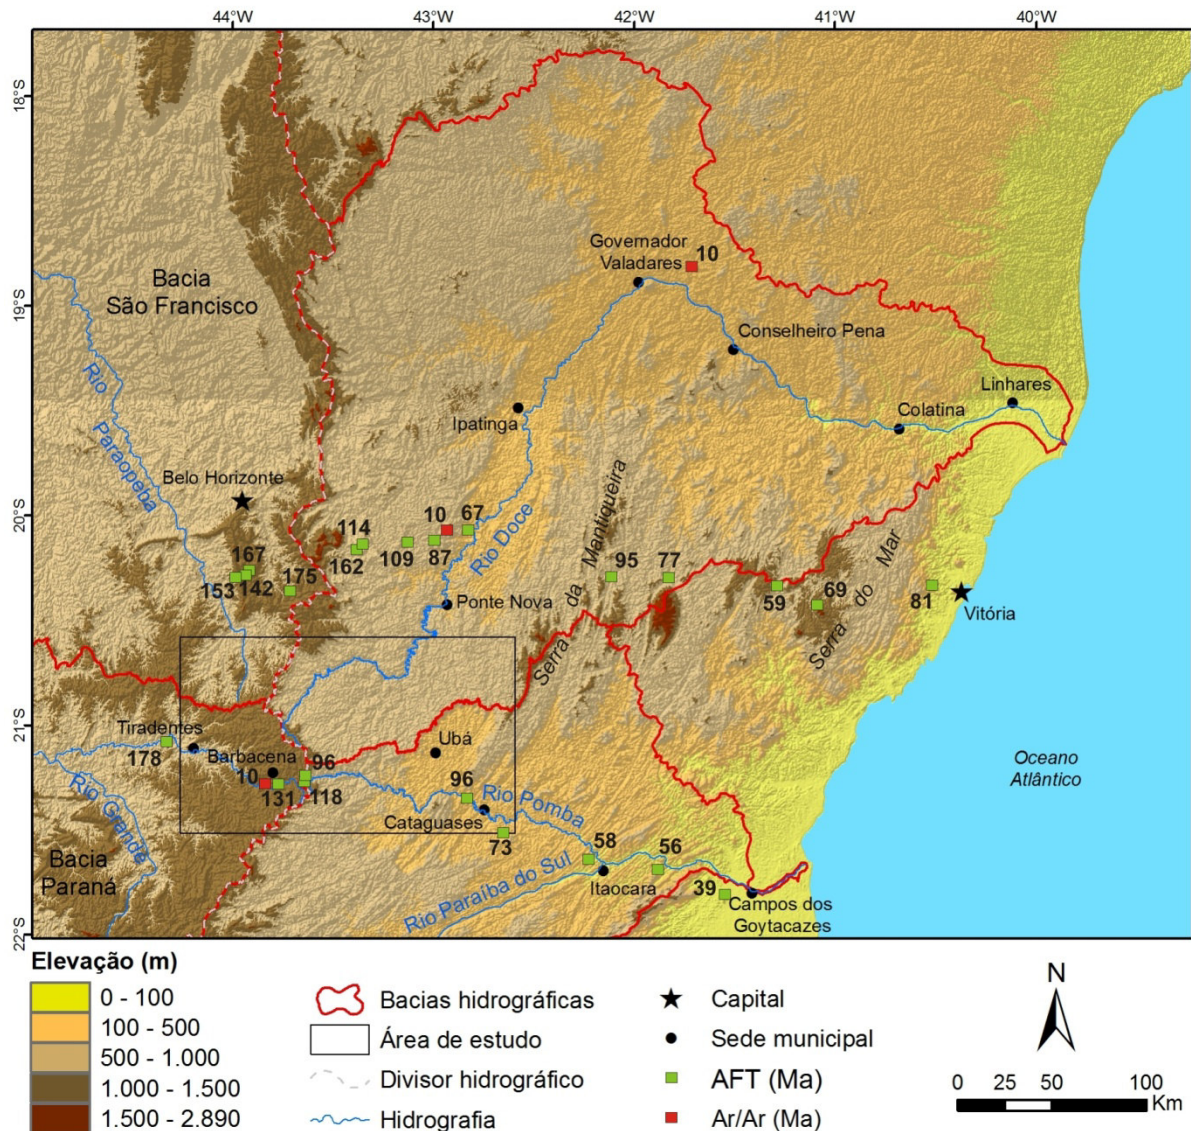 44°W 43°W 42°W 41°W 40°W
18°S
19°S
20°S
21°S
22°S
Bacia
São Francisco
Governador
Valadares
10
Conselheiro Pena
Linhares
Colatina
Ipatinga
Rio
Paraopeba
Belo Horizonte
Rio Doce
Serra
da Mantiqueira
Serra do Mar
167
153
142
175
162
114
109
10
87
67
95
77
59
69
81
Vitória
Ponte Nova
Tiradentes
178
Barbacena
10
131
96
118
Ubá
96
Rio Pomba
Cataguases
73
58
56
39
Itaocara
Rio Paraíba do Sul
Campos dos
Goytacazes
Rio Grande
Bacia
Paraná
Oceano
Atlântico
Elevação (m)
0 - 100
100 - 500
500 - 1.000
1.000 - 1.500
1.500 - 2.890
Bacias hidrográficas
Área de estudo
Divisor hidrográfico
Hidrografia
Capital
Sede municipal
AFT (Ma)
Ar/Ar (Ma)
N
0 25 50 100
Km